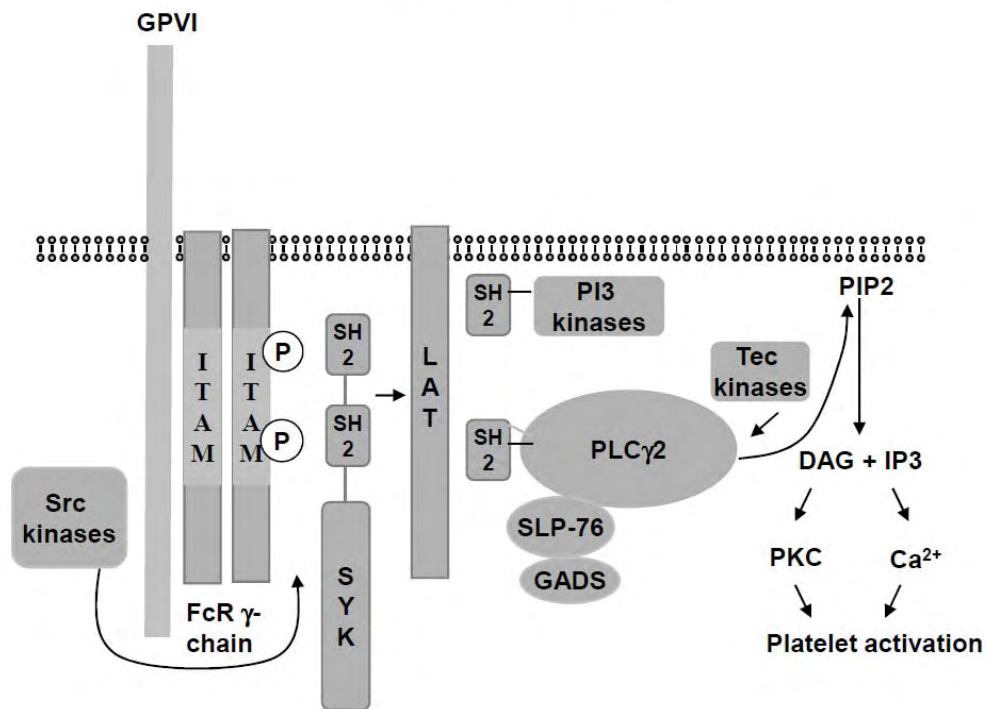 GPVI
I
T
A
M
I
T
A
M
P
P
SH
2
SH
2
S
Y
K
L
A
T
SH
2
PI3
kinases
SH
2
PLCγ2
SLP-76
GADS
Tec
kinases
PIP2
DAG + IP3
PKC
Ca²⁺
Platelet activation
Src
kinases
FcR γ-
chain